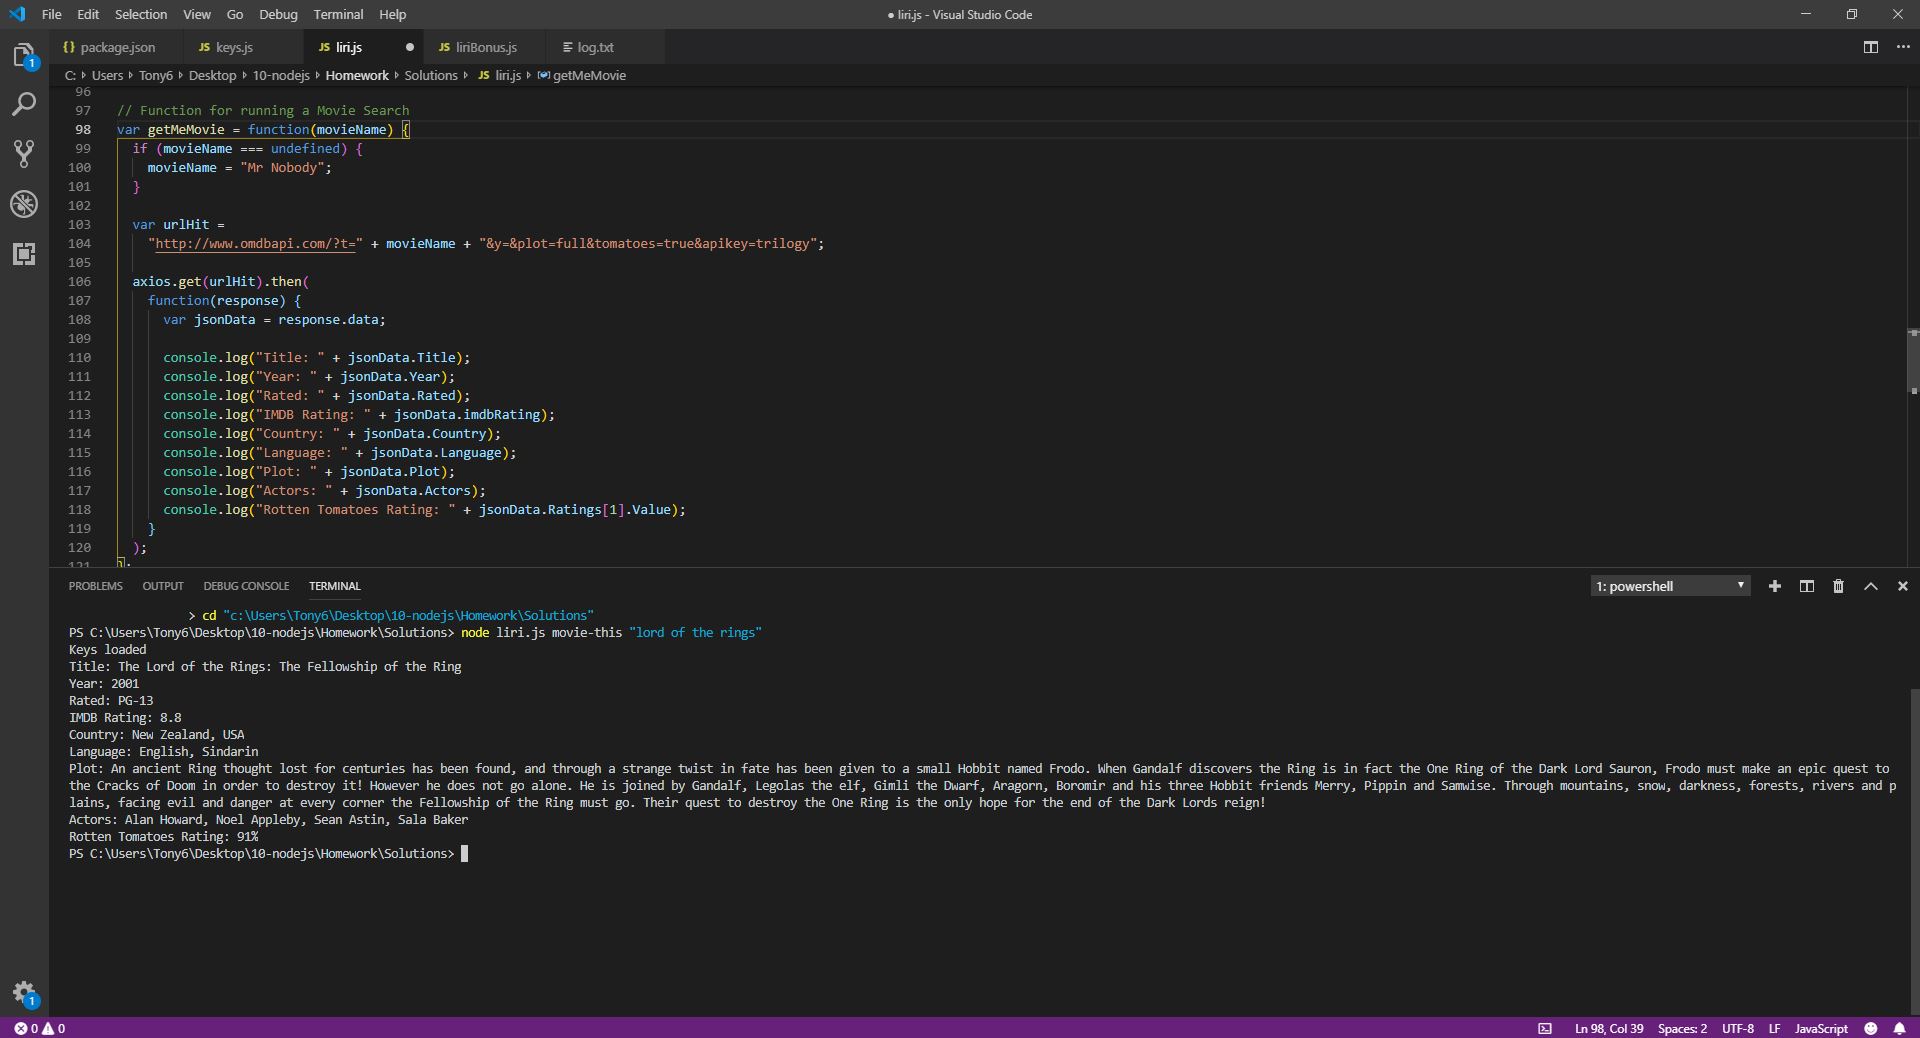 File Edit Selection View Go Debug Terminal Help
● liri.js - Visual Studio Code
{} package.json JS keys.js JS liri.js ● JS liriBonus.js log.txt
C: › Users › Tony6 › Desktop › 10-nodejs › Homework › Solutions › JS liri.js › getMeMovie
96
97 // Function for running a Movie Search
98 var getMeMovie = function(movieName) {
99 if (movieName === undefined) {
100 movieName = "Mr Nobody";
101 }
102
103 var urlHit =
104 "http://www.omdbapi.com/?t=" + movieName + "&y=&plot=full&tomatoes=true&apikey=trilogy";
105
106 axios.get(urlHit).then(
107 function(response) {
108 var jsonData = response.data;
109
110 console.log("Title: " + jsonData.Title);
111 console.log("Year: " + jsonData.Year);
112 console.log("Rated: " + jsonData.Rated);
113 console.log("IMDB Rating: " + jsonData.imdbRating);
114 console.log("Country: " + jsonData.Country);
115 console.log("Language: " + jsonData.Language);
116 console.log("Plot: " + jsonData.Plot);
117 console.log("Actors: " + jsonData.Actors);
118 console.log("Rotten Tomatoes Rating: " + jsonData.Ratings[1].Value);
119 }
120 );
121 };
PROBLEMS OUTPUT DEBUG CONSOLE TERMINAL 1: powershell
> cd "c:\Users\Tony6\Desktop\10-nodejs\Homework\Solutions"
PS C:\Users\Tony6\Desktop\10-nodejs\Homework\Solutions> node liri.js movie-this "lord of the rings"
Keys loaded
Title: The Lord of the Rings: The Fellowship of the Ring
Year: 2001
Rated: PG-13
IMDB Rating: 8.8
Country: New Zealand, USA
Language: English, Sindarin
Plot: An ancient Ring thought lost for centuries has been found, and through a strange twist in fate has been given to a small Hobbit named Frodo. When Gandalf discovers the Ring is in fact the One Ring of the Dark Lord Sauron, Frodo must make an epic quest to
the Cracks of Doom in order to destroy it! However he does not go alone. He is joined by Gandalf, Legolas the elf, Gimli the Dwarf, Aragorn, Boromir and his three Hobbit friends Merry, Pippin and Samwise. Through mountains, snow, darkness, forests, rivers and p
lains, facing evil and danger at every corner the Fellowship of the Ring must go. Their quest to destroy the One Ring is the only hope for the end of the Dark Lords reign!
Actors: Alan Howard, Noel Appleby, Sean Astin, Sala Baker
Rotten Tomatoes Rating: 91%
PS C:\Users\Tony6\Desktop\10-nodejs\Homework\Solutions>
1
1
0 0 Ln 98, Col 39 Spaces: 2 UTF-8 LF JavaScript